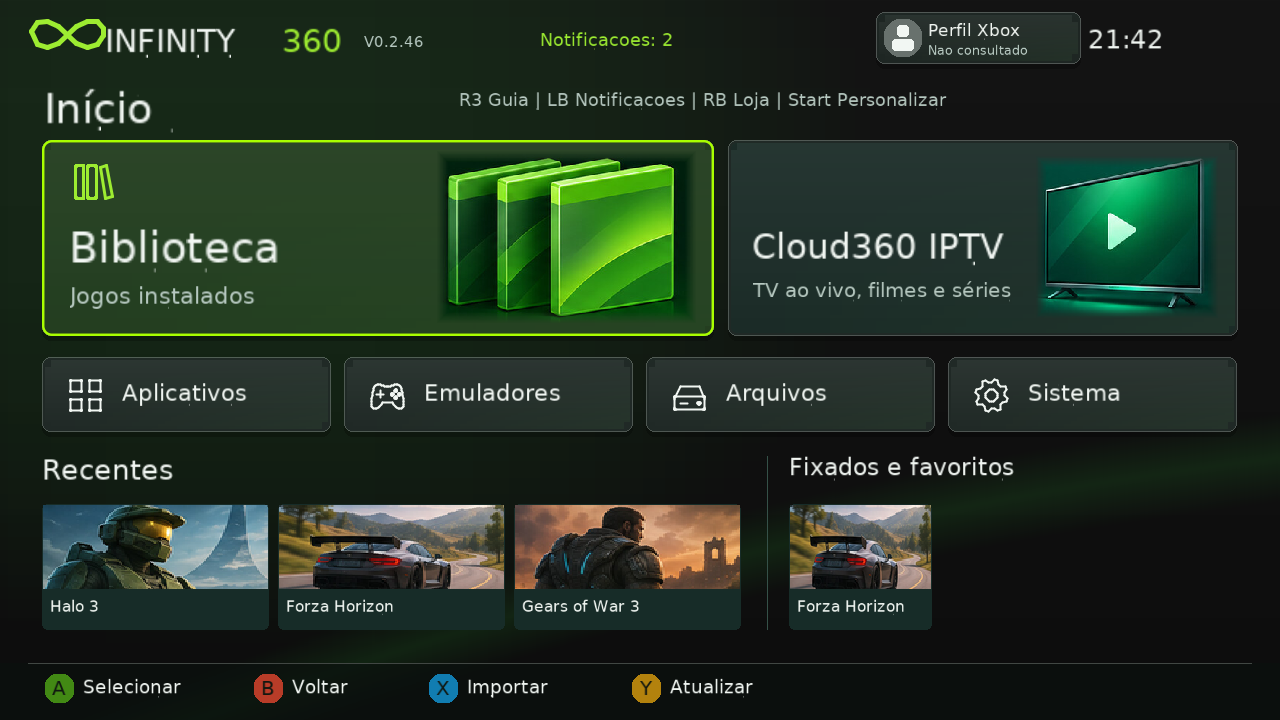 INFINITY 360 V0.2.46 Notificacoes: 2 Perfil Xbox 21:42
Nao consultado
Início R3 Guia | LB Notificacoes | RB Loja | Start Personalizar
Biblioteca
Jogos instalados
Cloud360 IPTV
TV ao vivo, filmes e séries
Aplicativos Emuladores Arquivos Sistema
Recentes
Fixados e favoritos
Halo 3 Forza Horizon Gears of War 3 Forza Horizon
A Selecionar B Voltar X Importar Y Atualizar